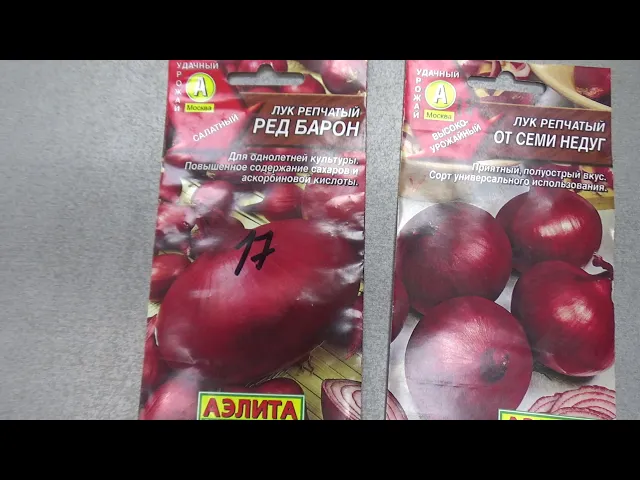 УДАЧНЫЙ
УРОЖАЙ
А
Москва
САЛАТНЫЙ
ЛУК РЕПЧАТЫЙ
РЕД БАРОН
Для однолетней культуры.
Повышенное содержание сахаров и
аскорбиновой кислоты.
17
АЭЛИТА
УДАЧНЫЙ
УРОЖАЙ
А
Москва
ВЫСОКО-
УРОЖАЙНЫЙ
ЛУК РЕПЧАТЫЙ
ОТ СЕМИ НЕДУГ
Приятный, полуострый вкус.
Сорт универсального использования.